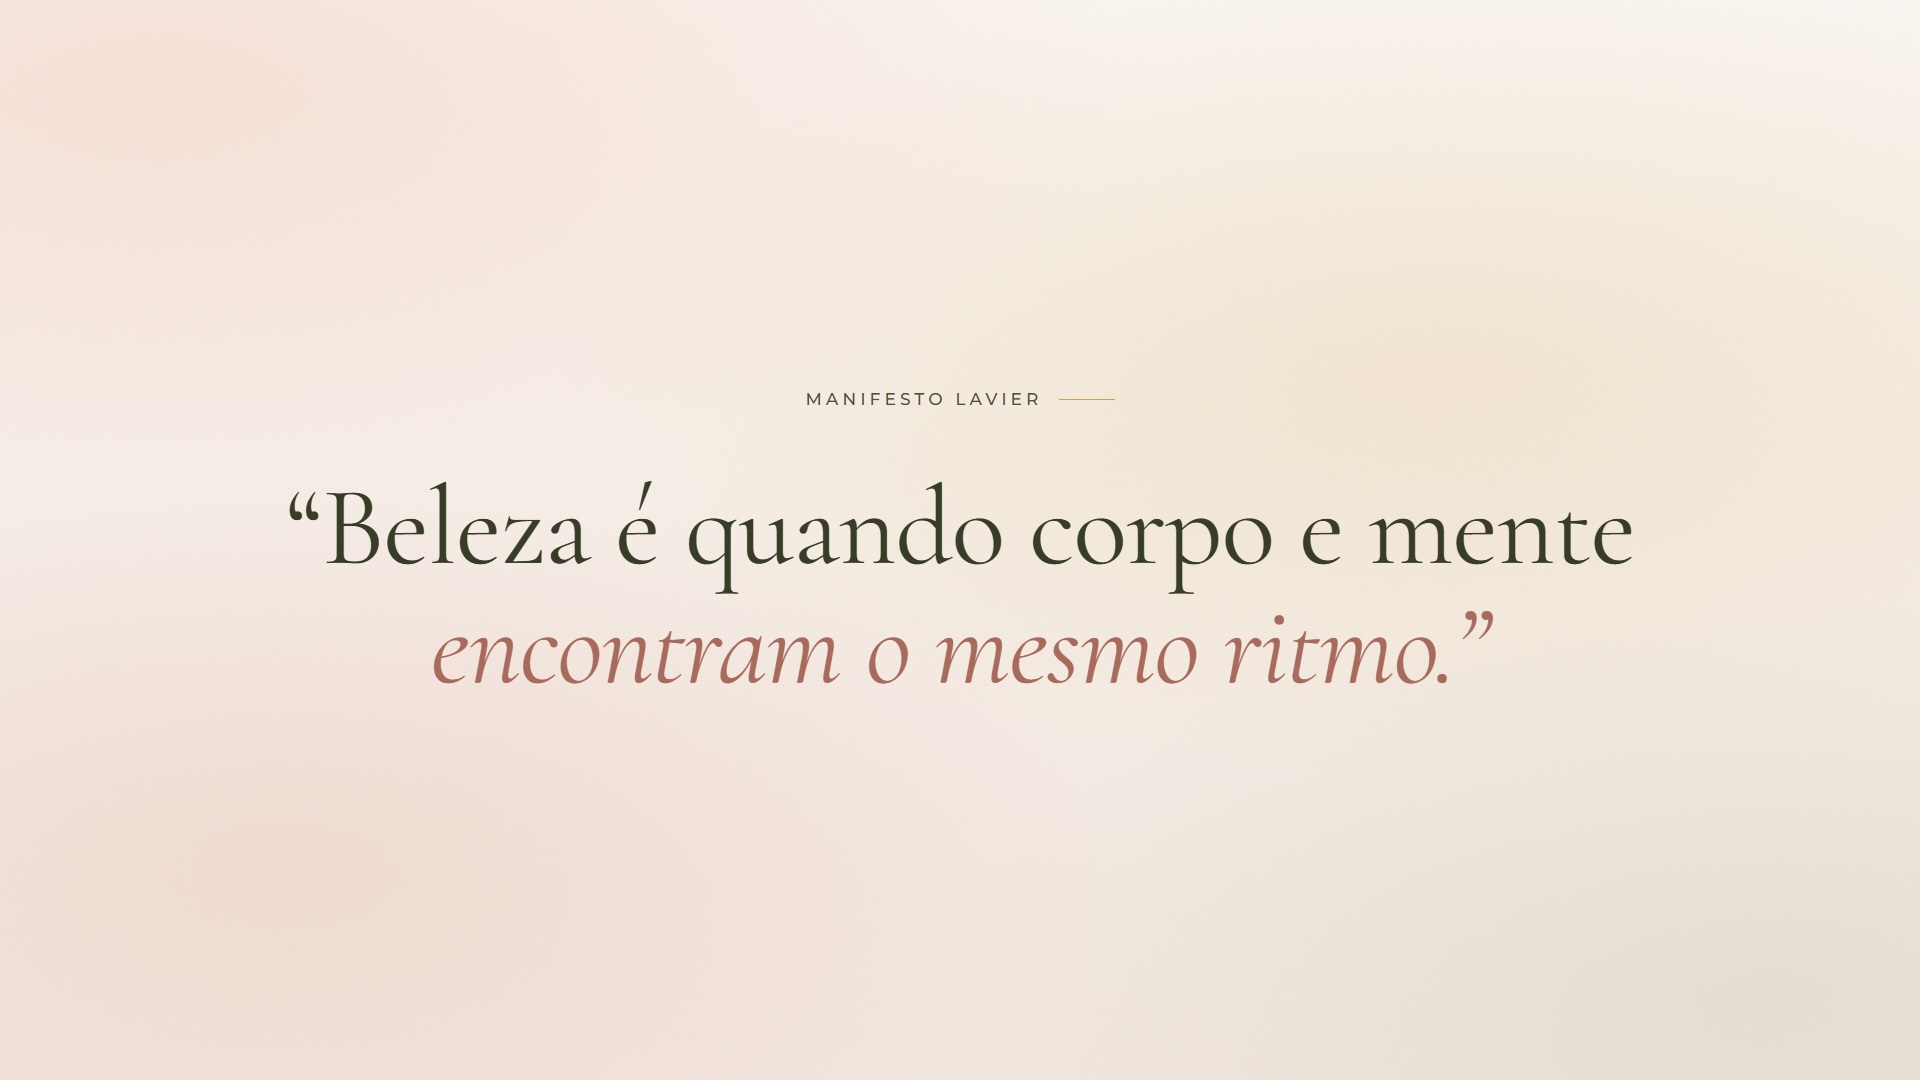 MANIFESTO LAVIER
“Beleza é quando corpo e mente
encontram o mesmo ritmo.”